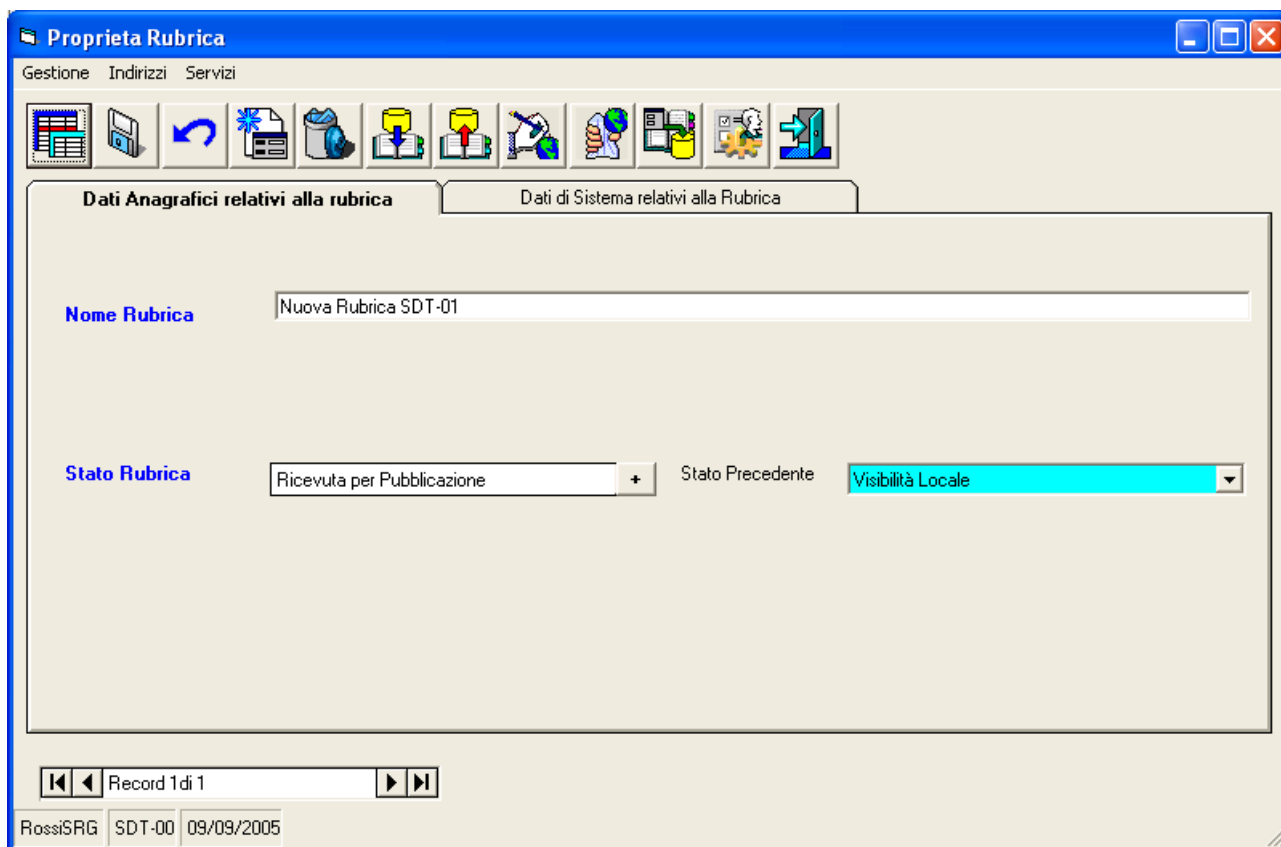 Proprieta Rubrica
Gestione Indirizzi Servizi
Dati Anagrafici relativi alla rubrica Dati di Sistema relativi alla Rubrica
Nome Rubrica Nuova Rubrica SDT-01
Stato Rubrica Ricevuta per Pubblicazione + Stato Precedente Visibilità Locale
Record 1di 1
RossiSRG SDT-00 09/09/2005